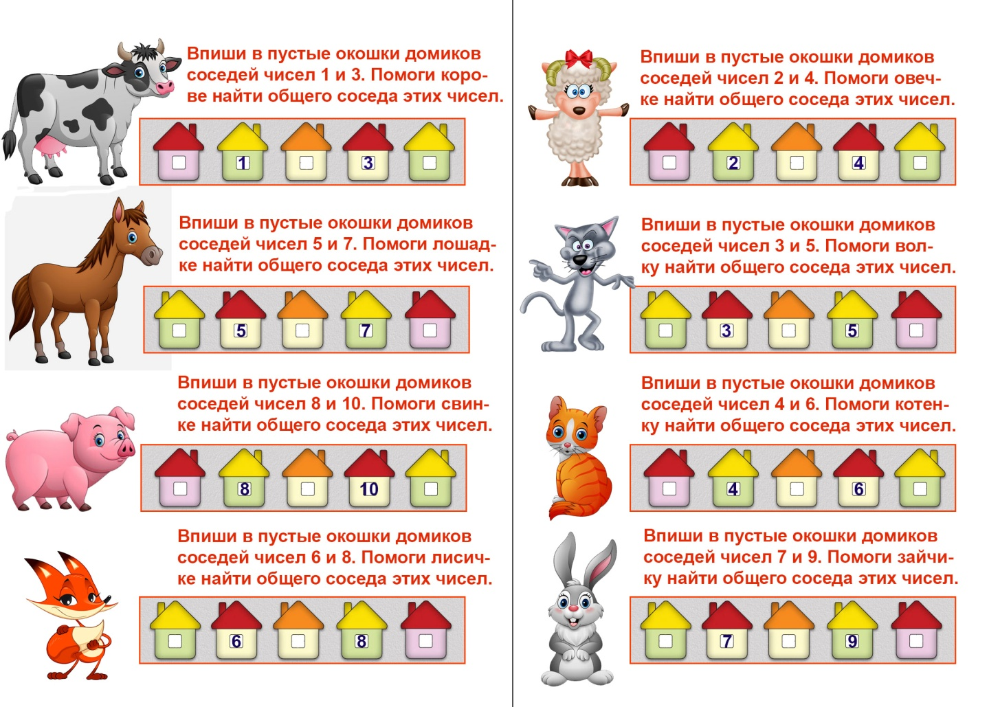 Впиши в пустые окошки домиков
соседей чисел 1 и 3. Помоги коро-
ве найти общего соседа этих чисел.
1 3
Впиши в пустые окошки домиков
соседей чисел 5 и 7. Помоги лошад-
ке найти общего соседа этих чисел.
5 7
Впиши в пустые окошки домиков
соседей чисел 8 и 10. Помоги свин-
ке найти общего соседа этих чисел.
8 10
Впиши в пустые окошки домиков
соседей чисел 6 и 8. Помоги лисич-
ке найти общего соседа этих чисел.
6 8
Впиши в пустые окошки домиков
соседей чисел 2 и 4. Помоги овеч-
ке найти общего соседа этих чисел.
2 4
Впиши в пустые окошки домиков
соседей чисел 3 и 5. Помоги вол-
ку найти общего соседа этих чисел.
3 5
Впиши в пустые окошки домиков
соседей чисел 4 и 6. Помоги котен-
ку найти общего соседа этих чисел.
4 6
Впиши в пустые окошки домиков
соседей чисел 7 и 9. Помоги зайчи-
ку найти общего соседа этих чисел.
7 9